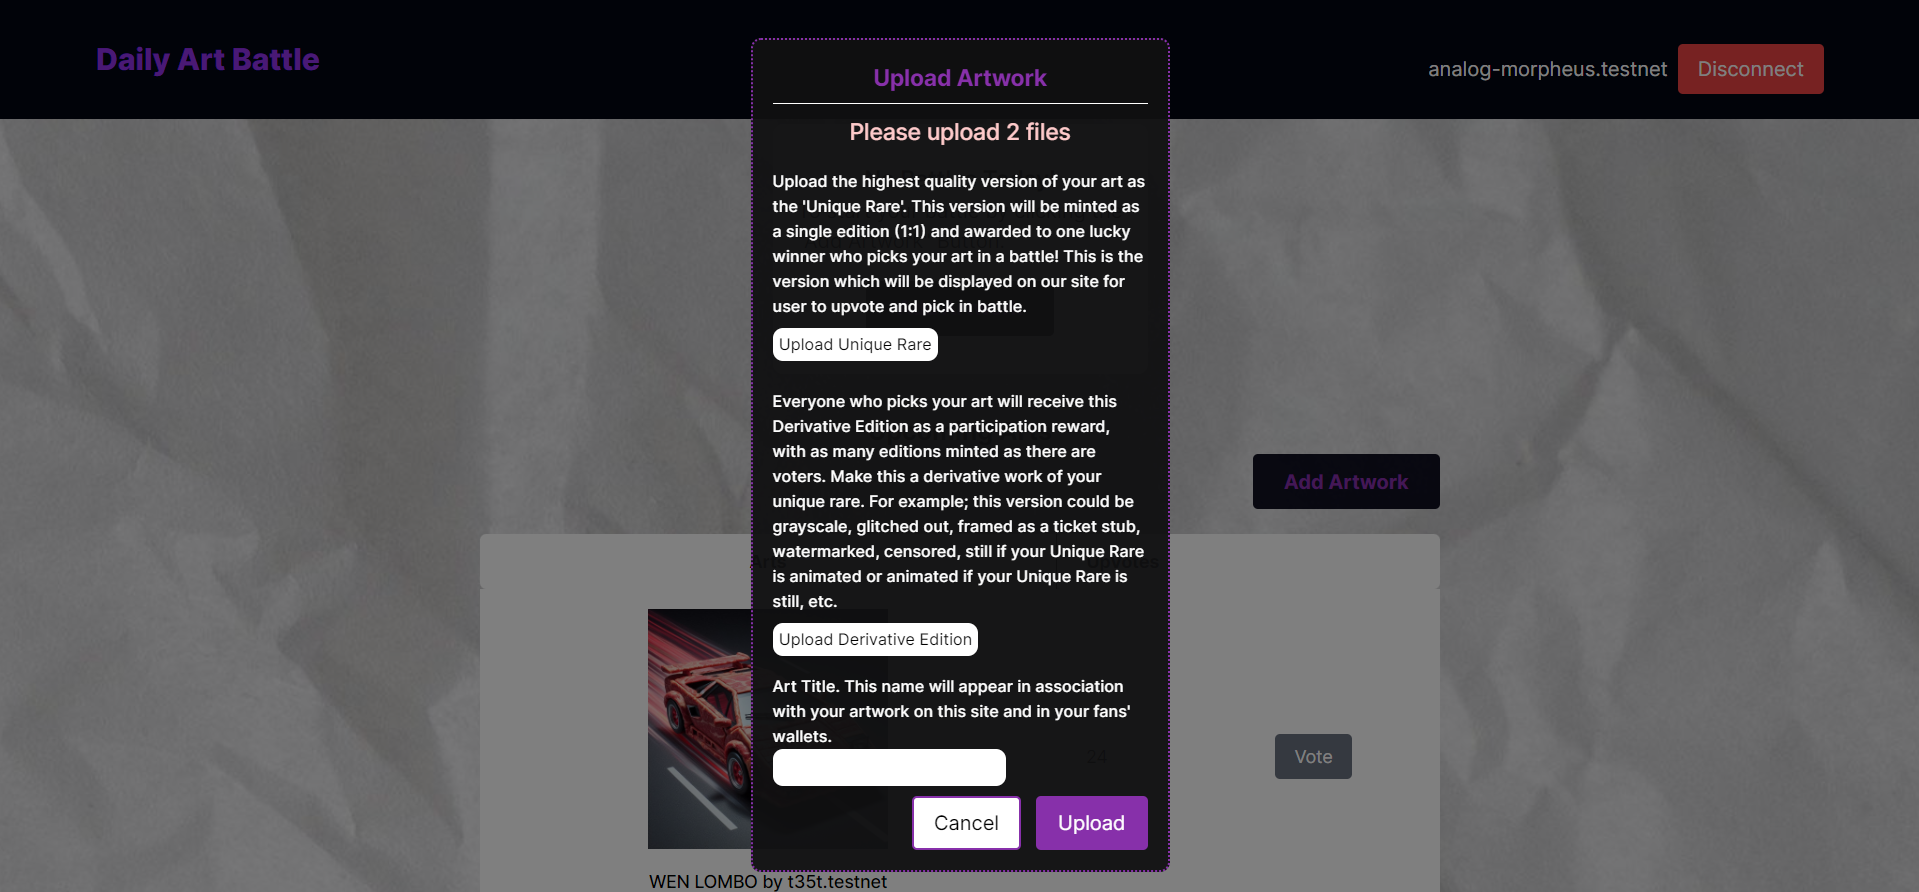 Daily Art Battle
analog-morpheus.testnet
Disconnect
Upload Artwork
Please upload 2 files
Upload the highest quality version of your art as
the 'Unique Rare'. This version will be minted as
a single edition (1:1) and awarded to one lucky
winner who picks your art in a battle! This is the
version which will be displayed on our site for
user to upvote and pick in battle.
Upload Unique Rare
Everyone who picks your art will receive this
Derivative Edition as a participation reward,
with as many editions minted as there are
voters. Make this a derivative work of your
unique rare. For example; this version could be
grayscale, glitched out, framed as a ticket stub,
watermarked, censored, still if your Unique Rare
is animated or animated if your Unique Rare is
still, etc.
Upload Derivative Edition
Art Title. This name will appear in association
with your artwork on this site and in your fans'
wallets.
Cancel
Upload
Add Artwork
Arts
Upvotes
24
Vote
WEN LOMBO by t35t.testnet